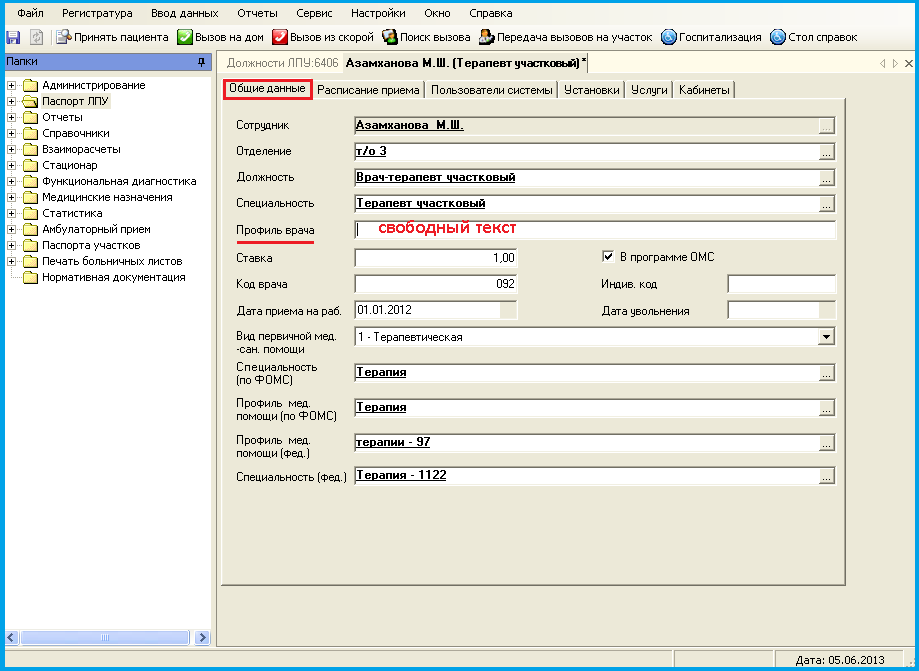 Файл Регистратура Ввод данных Отчеты Сервис Настройки Окно Справка
Принять пациента Вызов на дом Вызов из скорой Поиск вызова Передача вызовов на участок Госпитализация Стол справок
Папки
Должности ЛПУ:6406 Азамханова М.Ш. (Терапевт участковый)*
Администрирование
Паспорт ЛПУ
Отчеты
Справочники
Взаиморасчеты
Стационар
Функциональная диагностика
Медицинские назначения
Статистика
Амбулаторный прием
Паспорта участков
Печать больничных листов
Нормативная документация
Общие данные Расписание приема Пользователи системы Установки Услуги Кабинеты
Сотрудник Азамханова М.Ш. ...
Отделение т/о 3 ...
Должность Врач-терапевт участковый ...
Специальность Терапевт участковый ...
Профиль врача свободный текст
Ставка 1,00 В программе ОМС
Код врача 092 Индив. код
Дата приема на раб. 01.01.2012 Дата увольнения
Вид первичной мед.
-сан. помощи 1 - Терапевтическая
Специальность
(по ФОМС) Терапия ...
Профиль мед.
помощи (по ФОМС) Терапия ...
Профиль мед.
помощи (фед.) терапии - 97 ...
Специальность (фед.) Терапия - 1122 ...
Дата: 05.06.2013